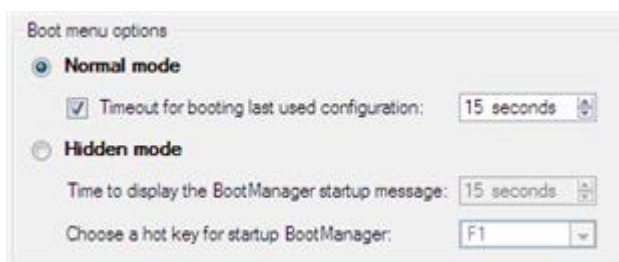 Boot menu options
Normal mode
Timeout for booting last used configuration: 15 seconds
Hidden mode
Time to display the BootManager startup message: 15 seconds
Choose a hot key for startup BootManager: F1